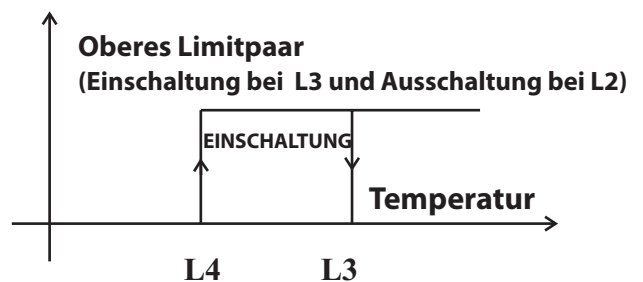 Oberes Limitpaar
(Einschaltung bei L3 und Ausschaltung bei L2)
EINSCHALTUNG
Temperatur
L4 L3